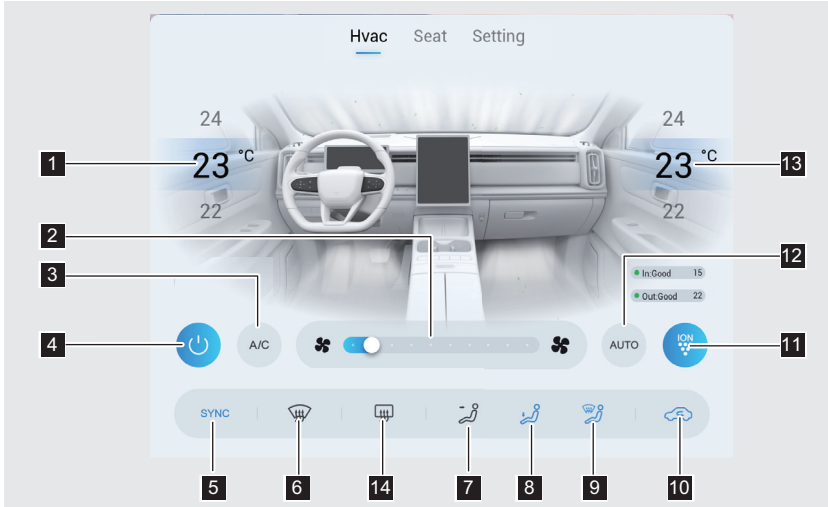 Hvac Seat Setting
24 24
1 23 °C 23 °C 13
22 22
2
12
3 In:Good 15
Out:Good 22
4 A/C AUTO ION 11
SYNC
5 6 14 7 8 9 10